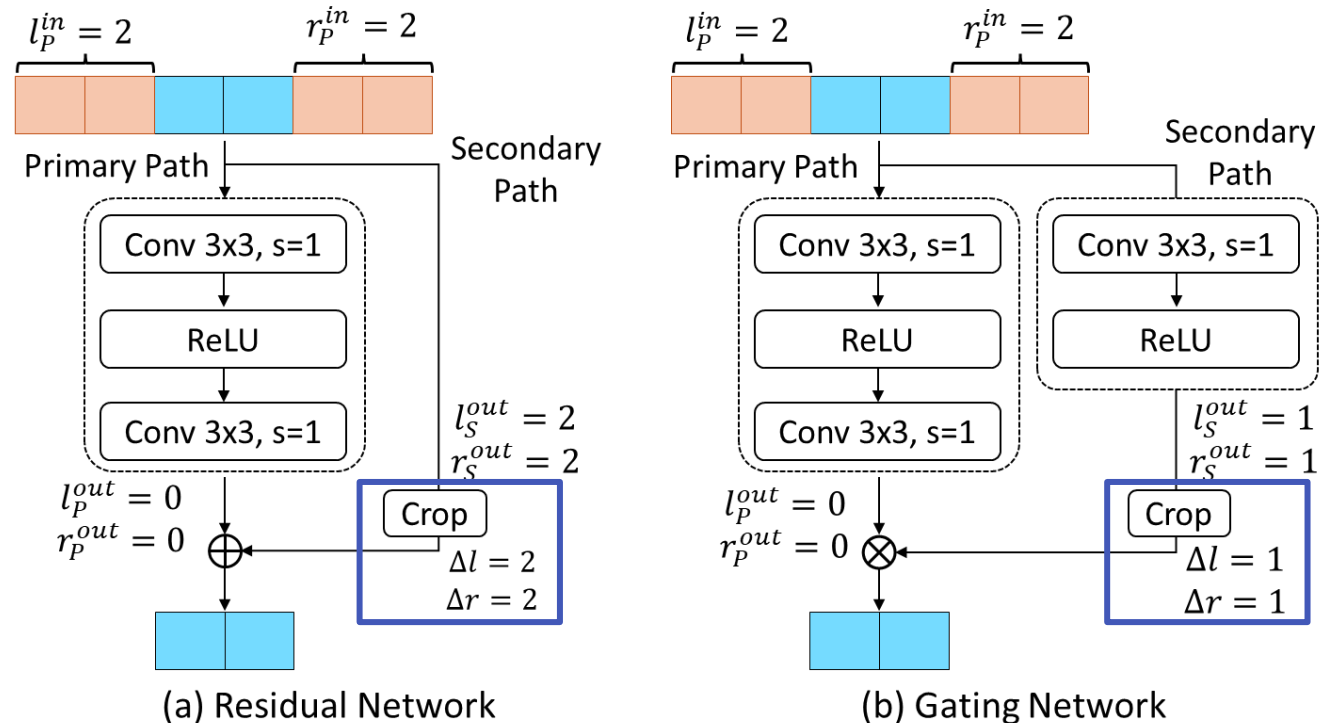 l_P^{in} = 2
r_P^{in} = 2
Primary Path
Secondary
Path
Conv 3x3, s=1
ReLU
Conv 3x3, s=1
l_S^{out} = 2
r_S^{out} = 2
l_P^{out} = 0
r_P^{out} = 0
Crop
Δl = 2
Δr = 2
(a) Residual Network
l_P^{in} = 2
r_P^{in} = 2
Primary Path
Secondary
Path
Conv 3x3, s=1
ReLU
Conv 3x3, s=1
Conv 3x3, s=1
ReLU
l_S^{out} = 1
r_S^{out} = 1
l_P^{out} = 0
r_P^{out} = 0
Crop
Δl = 1
Δr = 1
(b) Gating Network